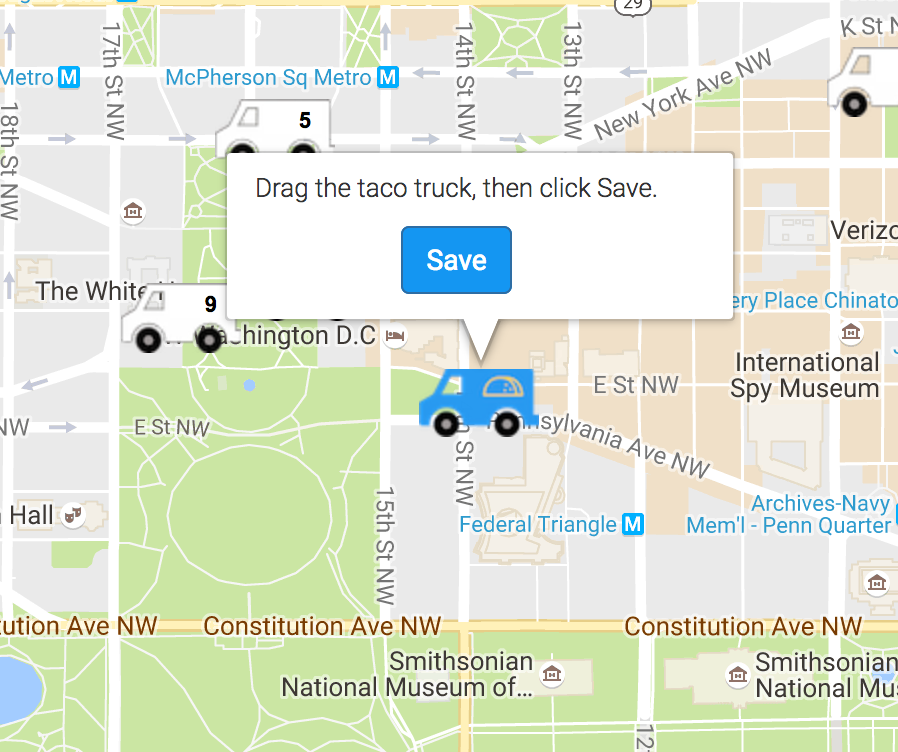 29
K St N
17th St NW
14th St NW
13th St NW
Metro M
McPherson Sq Metro M
New York Ave NW
18th St NW
5
Drag the taco truck, then click Save.
Save
Verizo
The White H
9
ery Place Chinato
shington D.C
International
Spy Museum
E St NW
NW
E St NW
nnsylvania Ave NW
St NW
15th St NW
Hall
Federal Triangle M
Archives-Navy
Mem'l - Penn Quarter
tution Ave NW
Constitution Ave NW
Constitution Ave NW
Smithsonian
National Museum of...
Smithsonian
National Mus
12